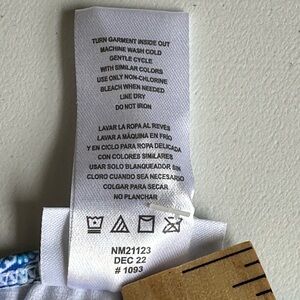 TURN GARMENT INSIDE OUT
MACHINE WASH COLD
GENTLE CYCLE
WITH SIMILAR COLORS
USE ONLY NON-CHLORINE
BLEACH WHEN NEEDED
LINE DRY
DO NOT IRON
LAVAR LA ROPA AL REVES
LAVAR A MÁQUINA EN FRÍO
Y EN CICLO PARA ROPA DELICADA
CON COLORES SIMILARES
USAR SOLO BLANQUEADOR SIN
CLORO CUANDO SEA NECESARIO
COLGAR PARA SECAR
NO PLANCHAR
NM21123
DEC 22
# 1093